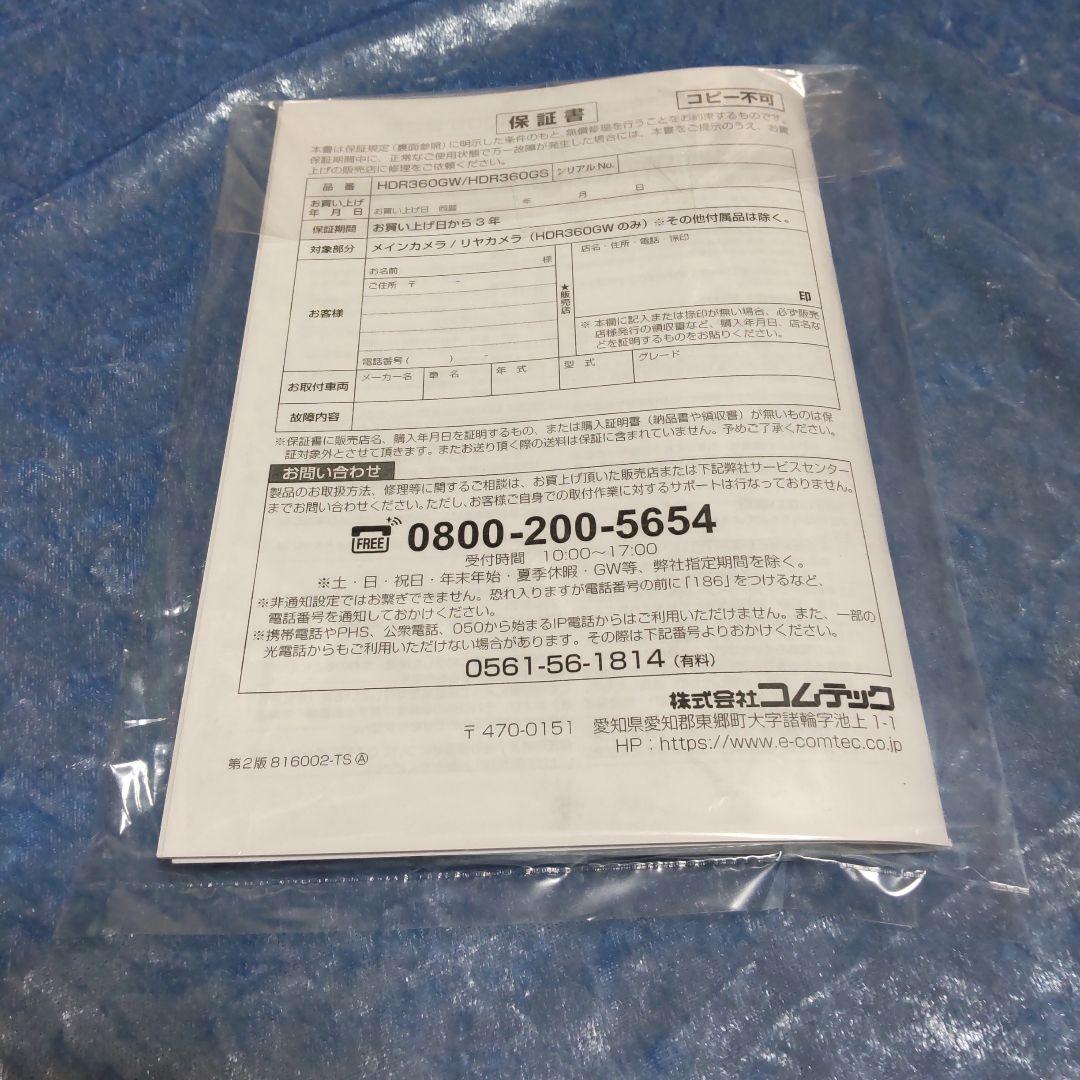 保証書
コピー不可
本書は保証規定(裏面参照)に明示した条件のもと、無償修理を行うことをお約束するものです。
保証期間中に、正常なご使用状態で万一故障が発生した場合には、本書をご提示のうえ、お買
上げの販売店に修理をご依頼ください。
品番 HDR360GW/HDR360GS シリアルNo.
お買い上げ
年 月 日 お買い上げ日 西暦 年 月 日
保証期間 お買い上げ日から3年
対象部分 メインカメラ/リヤカメラ(HDR360GWのみ)※その他付属品は除く。
お客様
お名前 様
ご住所 〒 -
電話番号( ) -
★販売店
店名・住所・電話・捺印
印
※本欄に記入または捺印が無い場合、必ず販売
店様発行の領収書など、購入年月日、店名な
どを証明するものをお貼りください。
お取付車両 メーカー名 車名 年式 型式 グレード
故障内容
※保証書に販売店名、購入年月日を証明するもの、または購入証明書(納品書や領収書)が無いものは保
証対象外とさせて頂きます。またお送り頂く際の送料は保証に含まれていません。予めご了承ください。
お問い合わせ
製品のお取扱方法、修理等に関するご相談は、お買上げ頂いた販売店または下記弊社サービスセンター
までお問い合わせください。ただし、お客様ご自身での取付作業に対するサポートは行なっておりません。
FREE 0800-200-5654
受付時間 10:00〜17:00
※土・日・祝日・年末年始・夏季休暇・GW等、弊社指定期間を除く。
※非通知設定ではお繋ぎできません。恐れ入りますが電話番号の前に「186」をつけるなど、
電話番号を通知しておかけください。
※携帯電話やPHS、公衆電話、050から始まるIP電話からはご利用いただけません。また、一部の
光電話からもご利用いただけない場合があります。その際は下記番号よりおかけください。
0561-56-1814(有料)
株式会社コムテック
〒470-0151 愛知県愛知郡東郷町大字諸輪字池上1-1
HP:https://www.e-comtec.co.jp
第2版 816002-TS Ⓐ